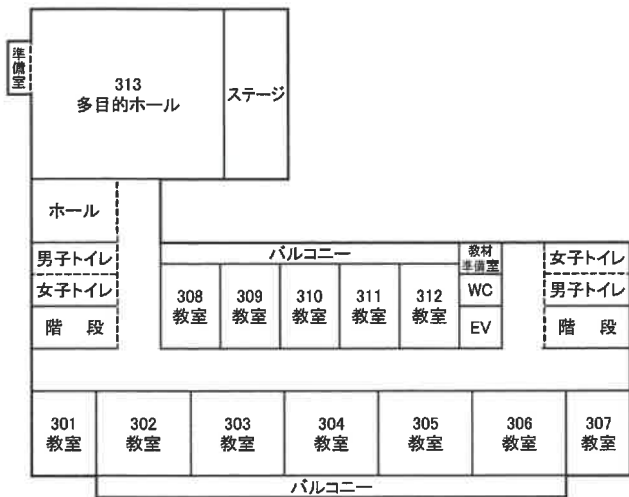 準備室
313
多目的ホール
ステージ
ホール
男子トイレ
女子トイレ
階 段
バルコニー
308
教室
309
教室
310
教室
311
教室
312
教室
教材
準備室
WC
EV
女子トイレ
男子トイレ
階 段
301
教室
302
教室
303
教室
304
教室
305
教室
306
教室
307
教室
バルコニー